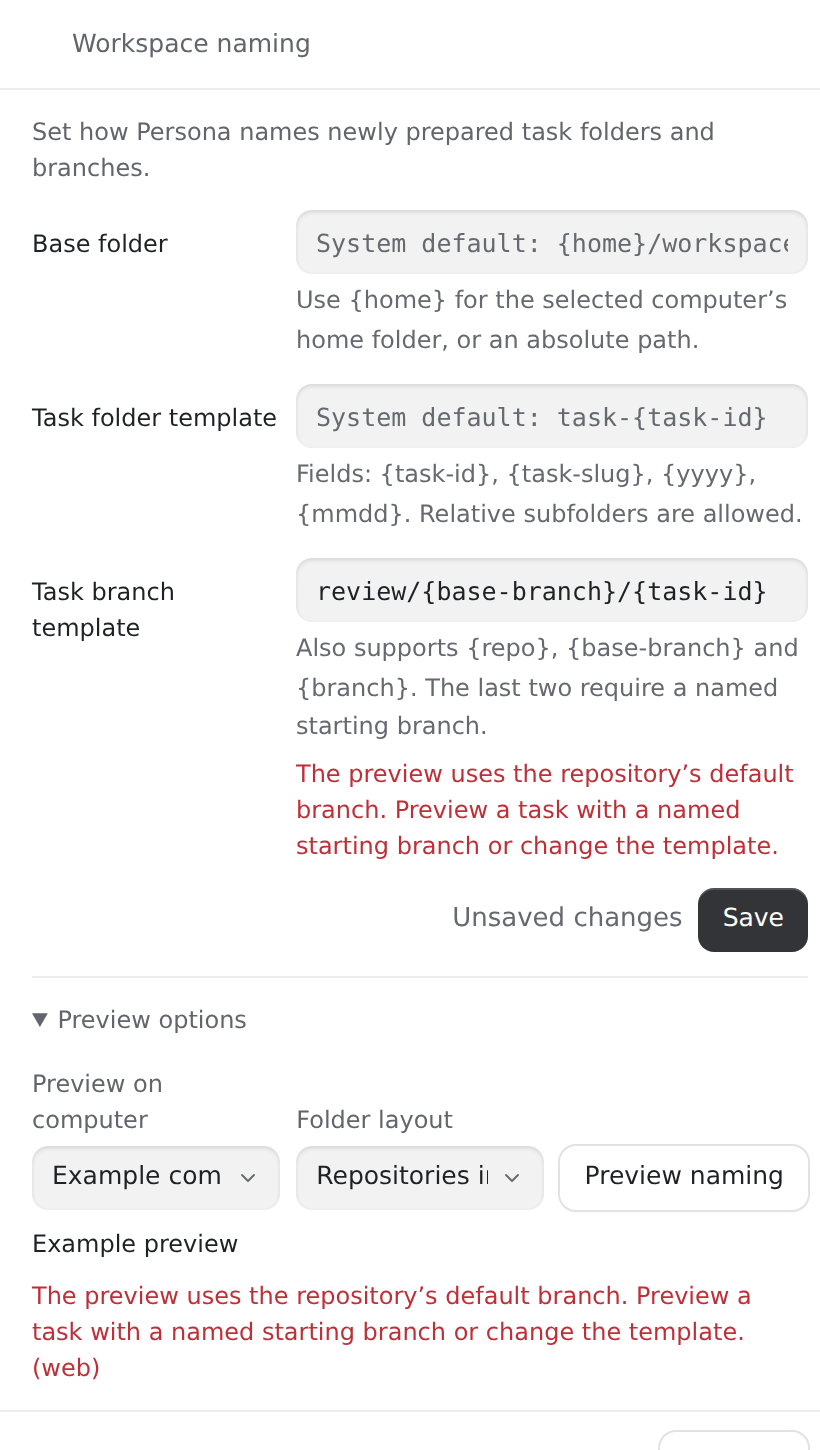 Workspace naming
Set how Persona names newly prepared task folders and
branches.
Base folder
System default: {home}/workspace
Use {home} for the selected computer’s
home folder, or an absolute path.
Task folder template
System default: task-{task-id}
Fields: {task-id}, {task-slug}, {yyyy},
{mmdd}. Relative subfolders are allowed.
Task branch
template
review/{base-branch}/{task-id}
Also supports {repo}, {base-branch} and
{branch}. The last two require a named
starting branch.
The preview uses the repository’s default
branch. Preview a task with a named
starting branch or change the template.
Unsaved changes
Save
▼ Preview options
Preview on
computer
Folder layout
Example com
Repositories
Preview naming
Example preview
The preview uses the repository’s default branch. Preview a
task with a named starting branch or change the template.
(web)